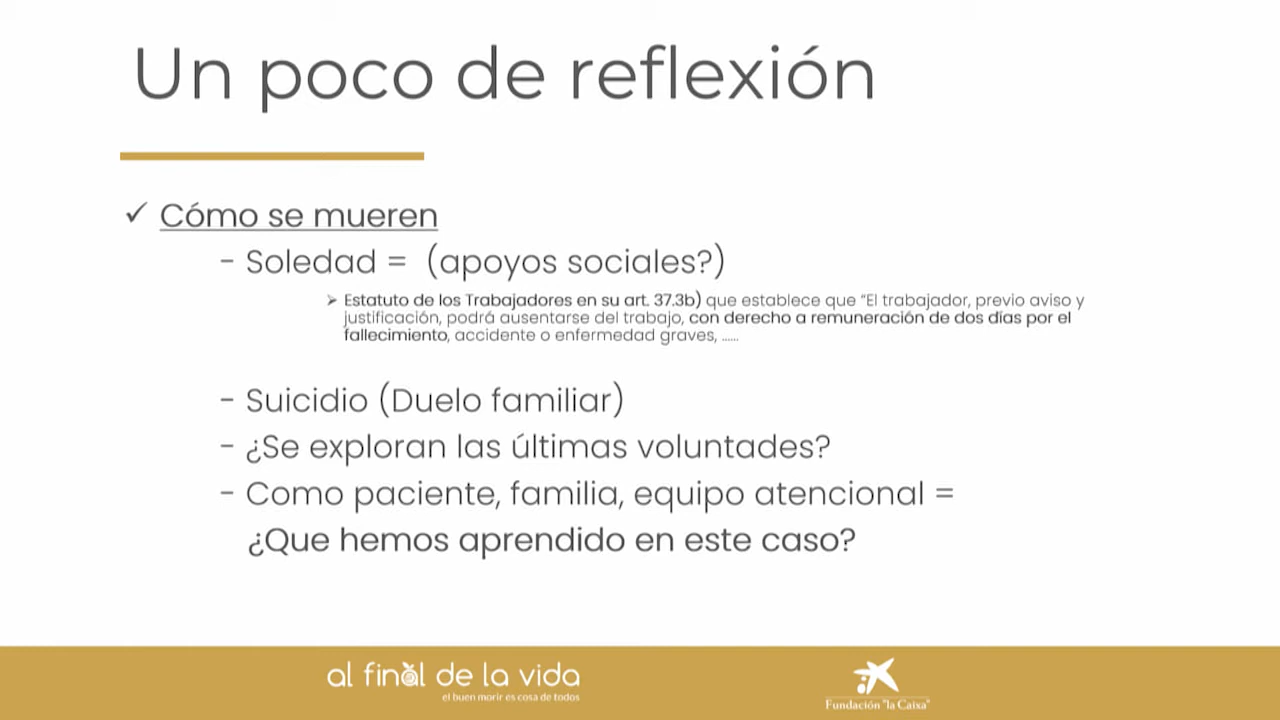 Un poco de reflexión
✓ Cómo se mueren
- Soledad = (apoyos sociales?)
➢ Estatuto de los Trabajadores en su art. 37.3b) que establece que “El trabajador, previo aviso y
justificación, podrá ausentarse del trabajo, con derecho a remuneración de dos días por el
fallecimiento, accidente o enfermedad graves, ......
- Suicidio (Duelo familiar)
- ¿Se exploran las últimas voluntades?
- Como paciente, familia, equipo atencional =
¿Que hemos aprendido en este caso?
al final de la vida
el buen morir es cosa de todos
Fundación "la Caixa"